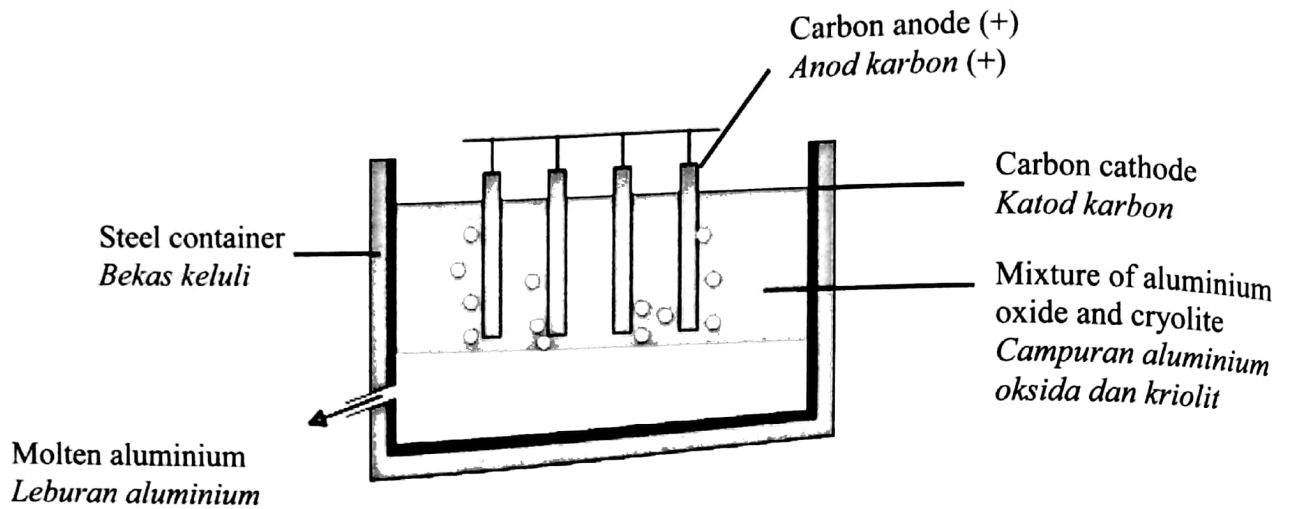 Carbon anode (+)
Anod karbon (+)
Carbon cathode
Katod karbon
Steel container
Bekas keluli
Mixture of aluminium
oxide and cryolite
Campuran aluminium
oksida dan kriolit
Molten aluminium
Leburan aluminium